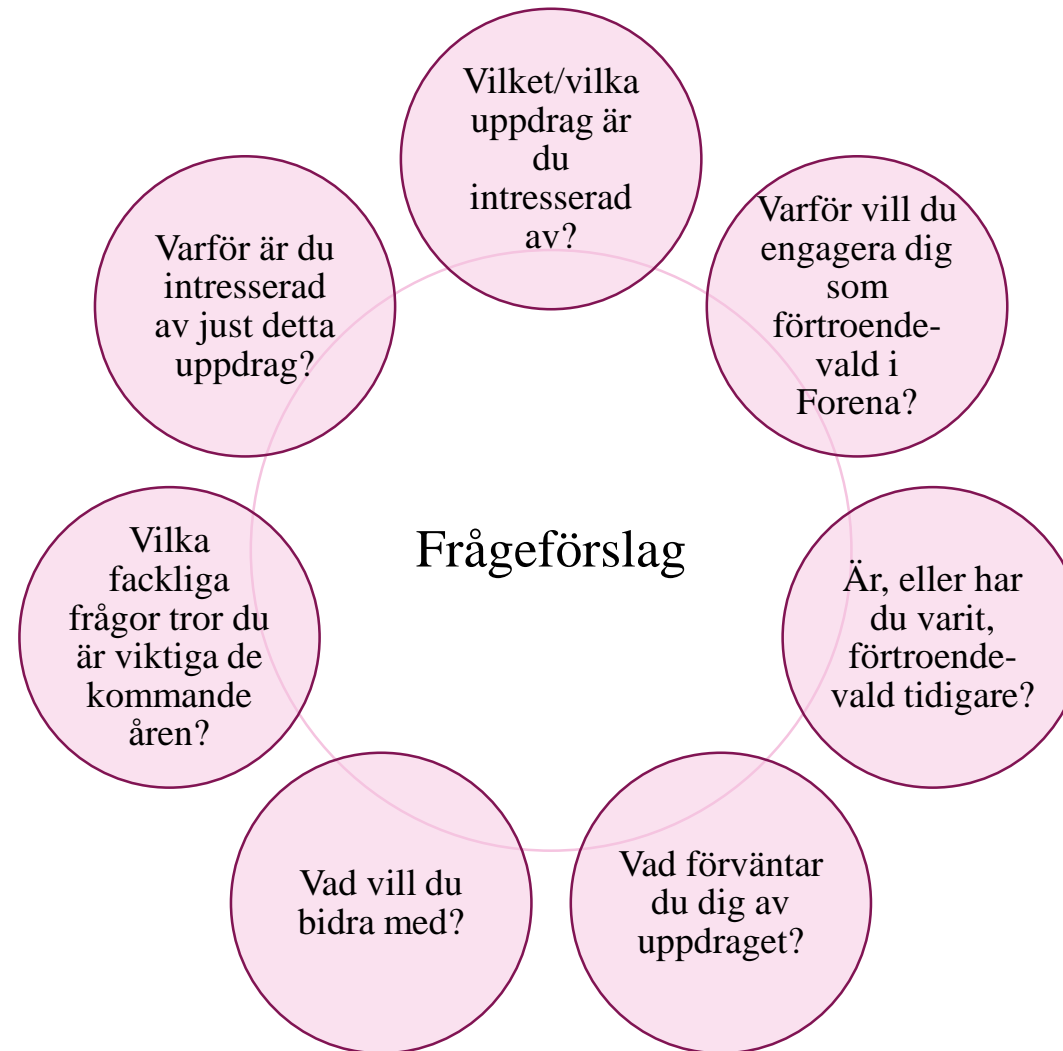 Vilket/vilka
uppdrag är
du
intresserad
av?
Varför vill du
engagera dig
som
förtroende-
vald i
Forena?
Är, eller har
du varit,
förtroende-
vald tidigare?
Vad förväntar
du dig av
uppdraget?
Vad vill du
bidra med?
Vilka
fackliga
frågor tror du
är viktiga de
kommande
åren?
Varför är du
intresserad
av just detta
uppdrag?
Frågeförslag